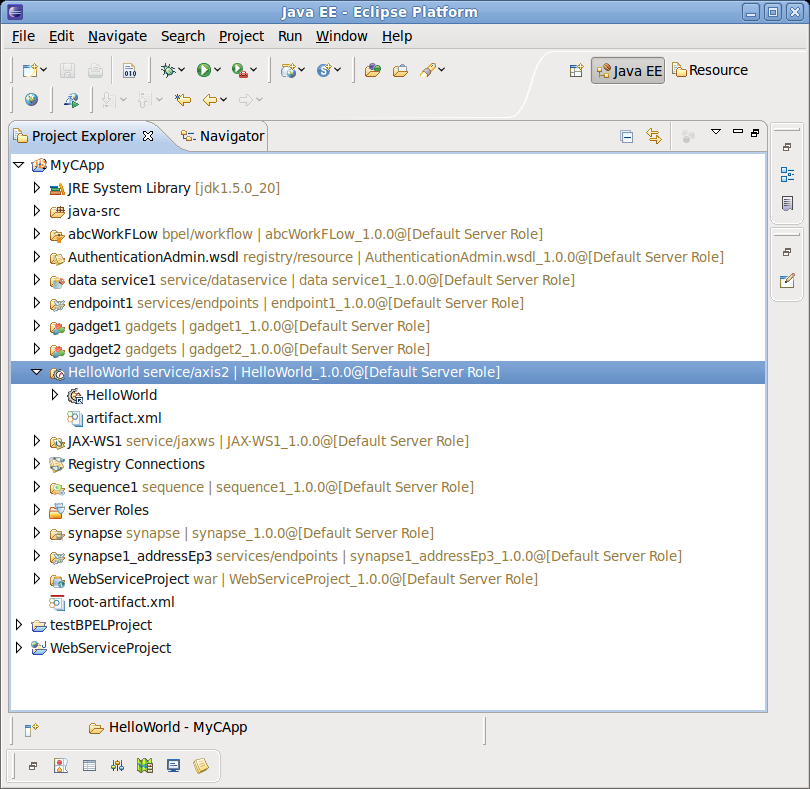 Java EE - Eclipse Platform
File Edit Navigate Search Project Run Window Help
Java EE Resource
Project Explorer Navigator
MyCApp
JRE System Library [jdk1.5.0_20]
java-src
abcWorkFLow bpel/workflow | abcWorkFLow_1.0.0@[Default Server Role]
AuthenticationAdmin.wsdl registry/resource | AuthenticationAdmin.wsdl_1.0.0@[Default Server Role]
data service1 service/dataservice | data service1_1.0.0@[Default Server Role]
endpoint1 services/endpoints | endpoint1_1.0.0@[Default Server Role]
gadget1 gadgets | gadget1_1.0.0@[Default Server Role]
gadget2 gadgets | gadget2_1.0.0@[Default Server Role]
HelloWorld service/axis2 | HelloWorld_1.0.0@[Default Server Role]
HelloWorld
artifact.xml
JAX-WS1 service/jaxws | JAX-WS1_1.0.0@[Default Server Role]
Registry Connections
sequence1 sequence | sequence1_1.0.0@[Default Server Role]
Server Roles
synapse synapse | synapse_1.0.0@[Default Server Role]
synapse1_addressEp3 services/endpoints | synapse1_addressEp3_1.0.0@[Default Server Role]
WebServiceProject war | WebServiceProject_1.0.0@[Default Server Role]
root-artifact.xml
testBPELProject
WebServiceProject
HelloWorld - MyCApp